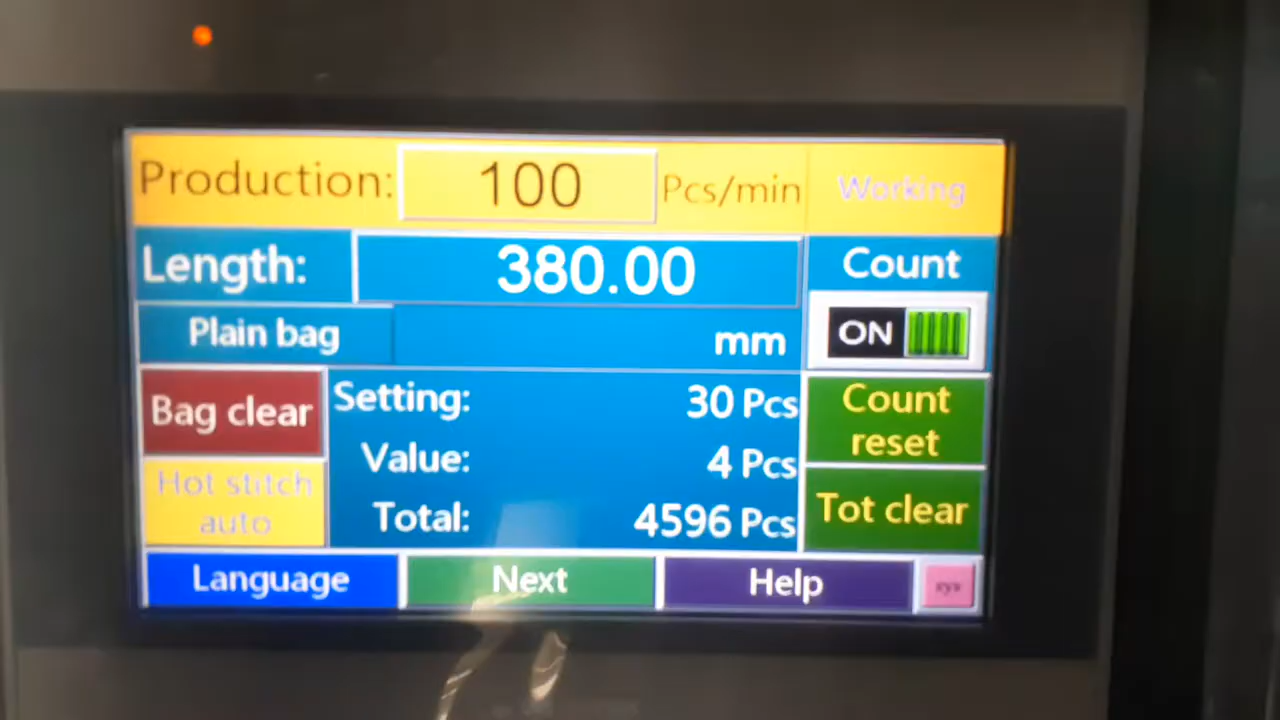 Production: 100 Pcs/min Working
Length: 380.00 Count
Plain bag mm ON
Bag clear Setting: 30 Pcs Count reset
Value: 4 Pcs
Hot stitch auto Total: 4596 Pcs Tot clear
Language Next Help